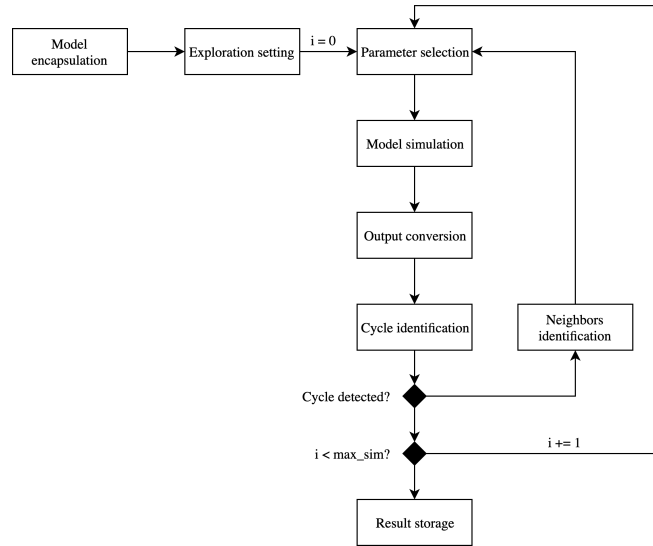 Model
encapsulation
Exploration setting
i = 0
Parameter selection
Model simulation
Output conversion
Cycle identification
Neighbors
identification
Cycle detected?
i < max_sim?
i += 1
Result storage